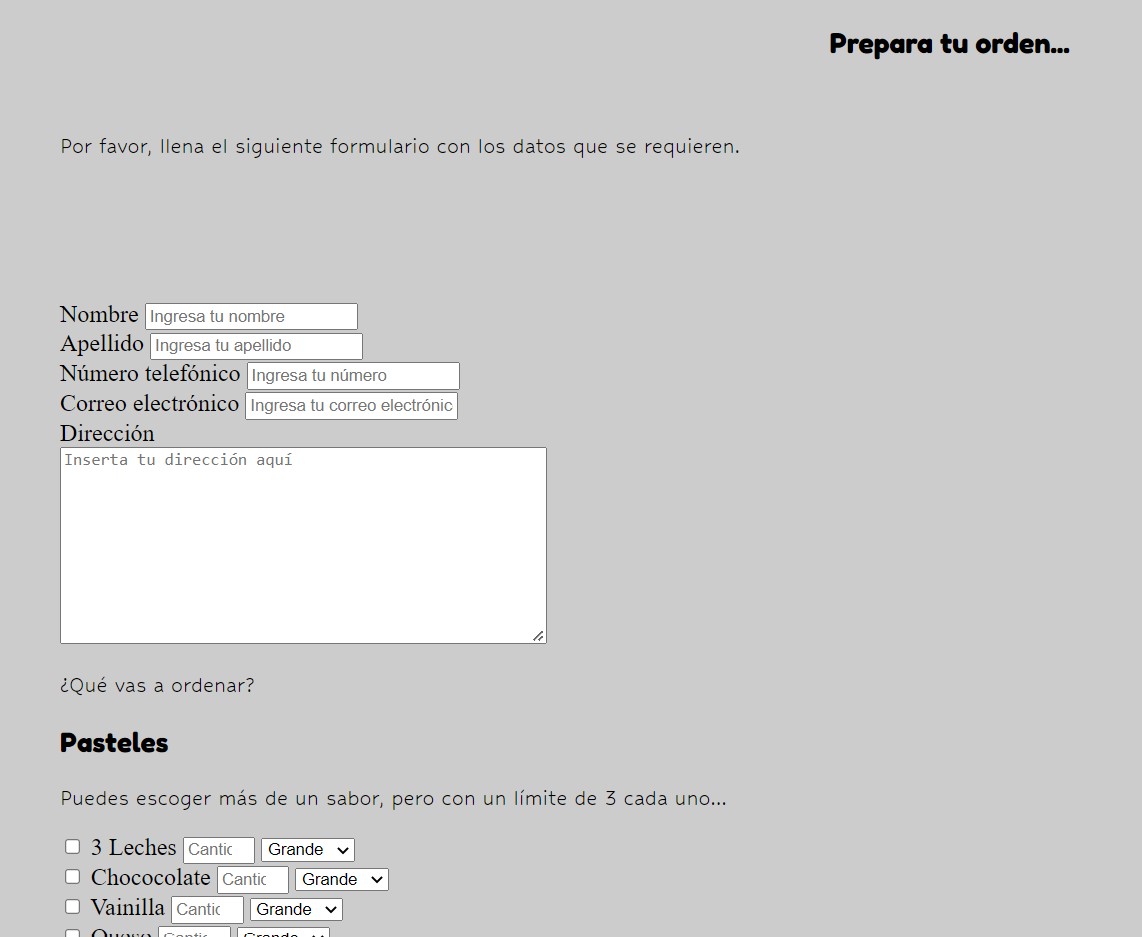 Prepara tu orden...
Por favor, llena el siguiente formulario con los datos que se requieren.
Nombre Ingresa tu nombre
Apellido Ingresa tu apellido
Número telefónico Ingresa tu número
Correo electrónico Ingresa tu correo electrónic
Dirección
Inserta tu dirección aquí
¿Qué vas a ordenar?
Pasteles
Puedes escoger más de un sabor, pero con un límite de 3 cada uno...
3 Leches Cantic Grande
Chococolate Cantic Grande
Vainilla Cantic Grande
Queso Cantic Grande